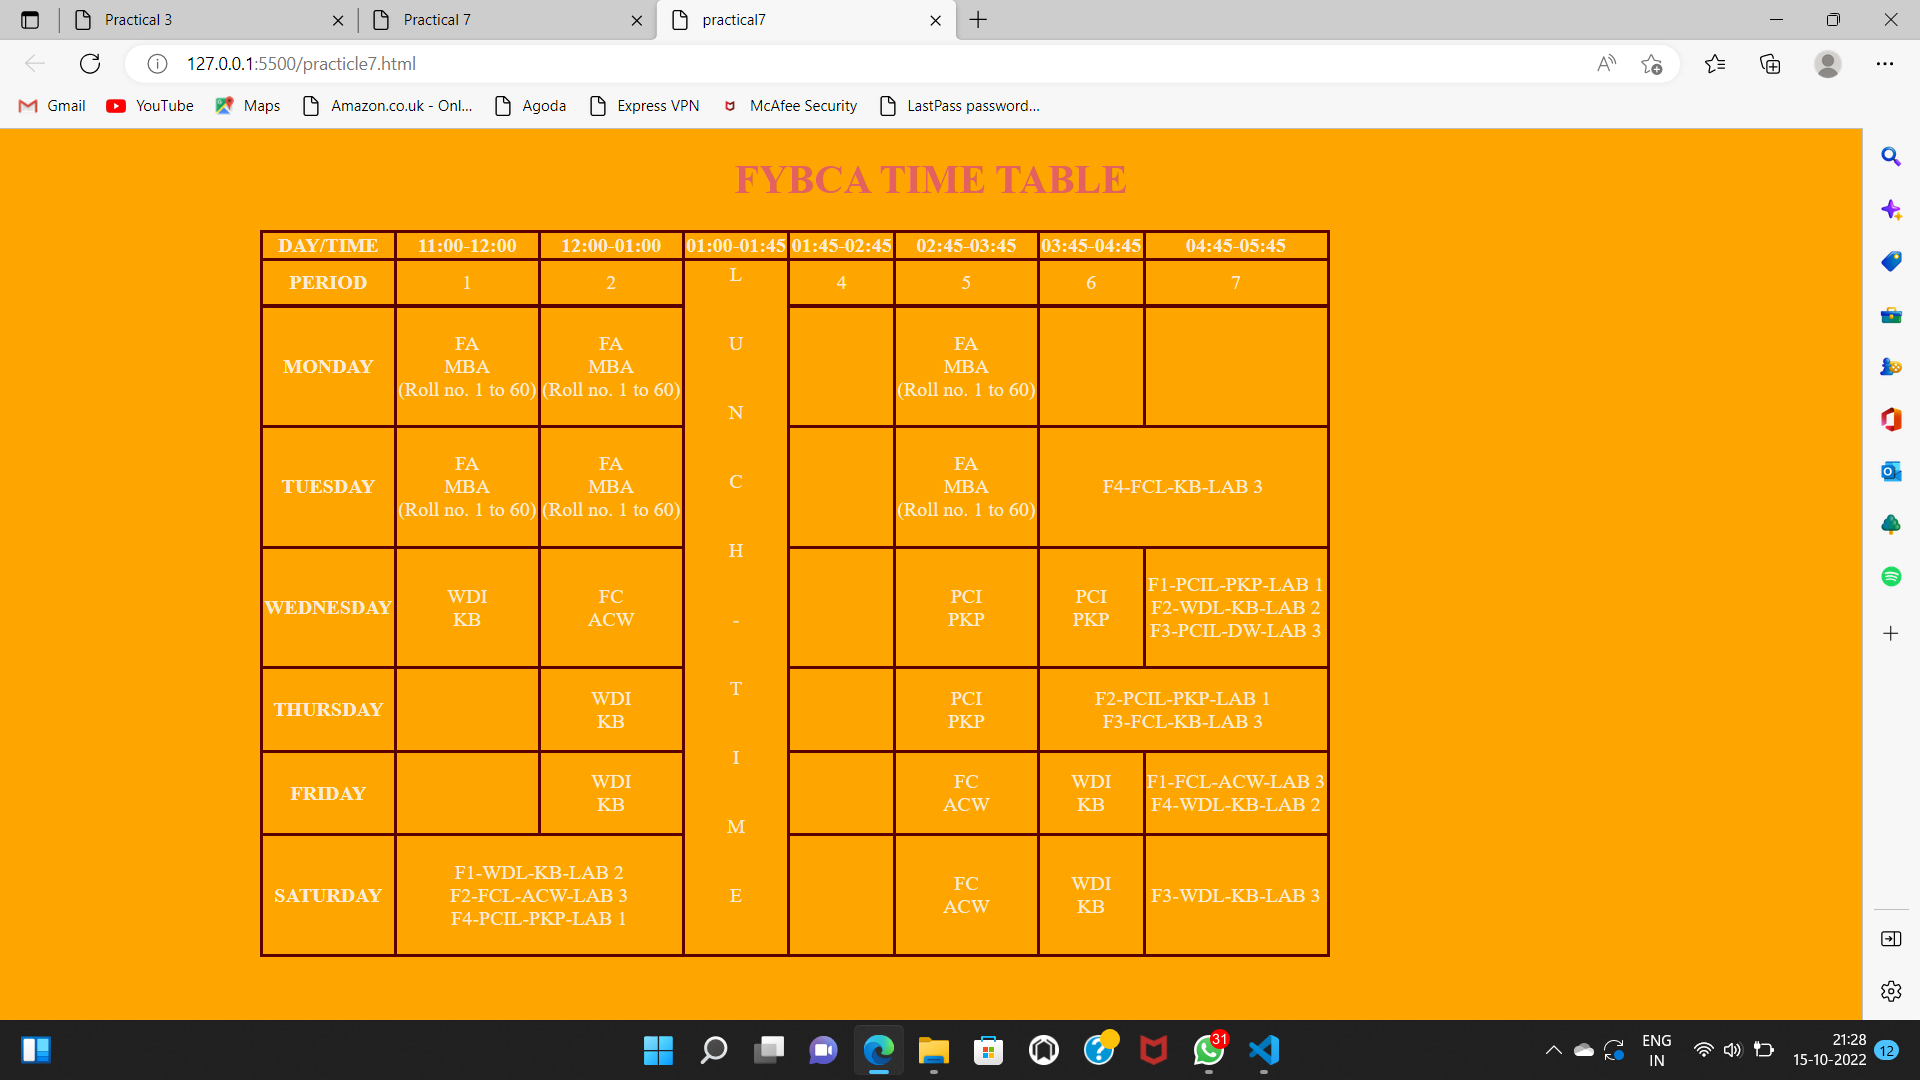 Practical 3
Practical 7
practical7
127.0.0.1:5500/practicle7.html
Gmail
YouTube
Maps
Amazon.co.uk - Onl...
Agoda
Express VPN
McAfee Security
LastPass password...
FYBCA TIME TABLE
DAY/TIME 11:00-12:00 12:00-01:00 01:00-01:45 01:45-02:45 02:45-03:45 03:45-04:45 04:45-05:45
PERIOD 1 2 4 5 6 7
L
U
N
C
H
-
T
I
M
E
MONDAY
FA
MBA
(Roll no. 1 to 60)
FA
MBA
(Roll no. 1 to 60)
FA
MBA
(Roll no. 1 to 60)
TUESDAY
FA
MBA
(Roll no. 1 to 60)
FA
MBA
(Roll no. 1 to 60)
FA
MBA
(Roll no. 1 to 60)
F4-FCL-KB-LAB 3
WEDNESDAY
WDI
KB
FC
ACW
PCI
PKP
PCI
PKP
F1-PCIL-PKP-LAB 1
F2-WDL-KB-LAB 2
F3-PCIL-DW-LAB 3
THURSDAY
WDI
KB
PCI
PKP
F2-PCIL-PKP-LAB 1
F3-FCL-KB-LAB 3
FRIDAY
WDI
KB
FC
ACW
WDI
KB
F1-FCL-ACW-LAB 3
F4-WDL-KB-LAB 2
SATURDAY
F1-WDL-KB-LAB 2
F2-FCL-ACW-LAB 3
F4-PCIL-PKP-LAB 1
FC
ACW
WDI
KB
F3-WDL-KB-LAB 3
31
ENG
IN
21:28
15-10-2022
12